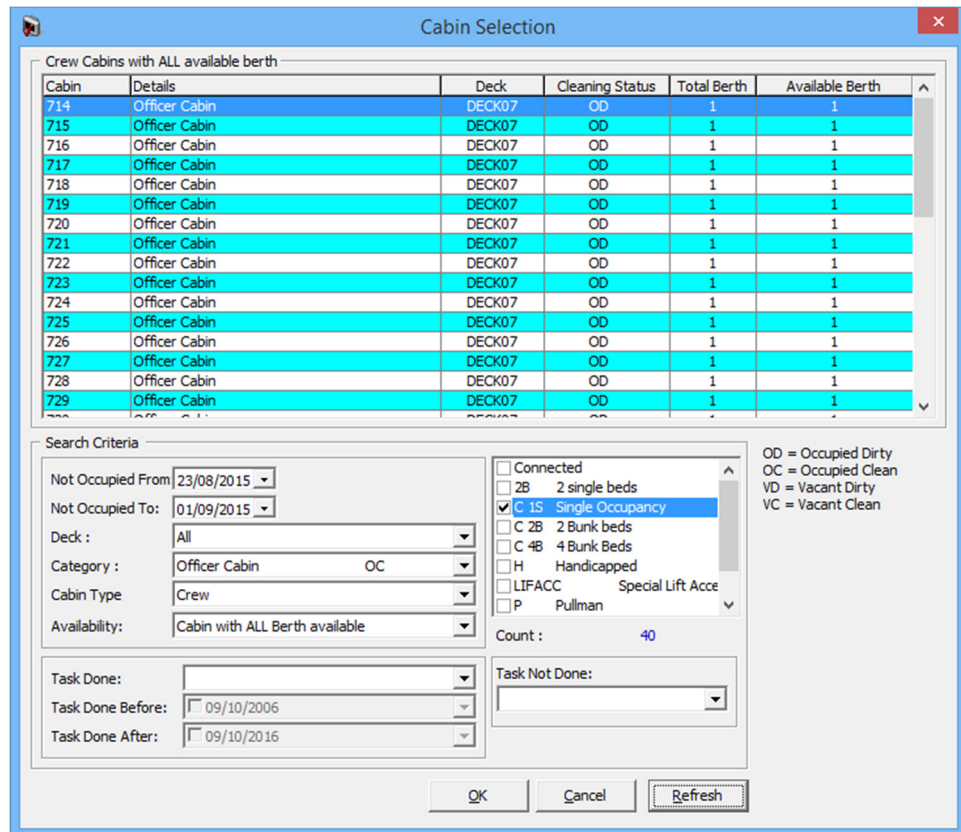 Cabin Selection
Crew Cabins with ALL available berth
Cabin Details Deck Cleaning Status Total Berth Available Berth
714 Officer Cabin DECK07 OD 1 1
715 Officer Cabin DECK07 OD 1 1
716 Officer Cabin DECK07 OD 1 1
717 Officer Cabin DECK07 OD 1 1
718 Officer Cabin DECK07 OD 1 1
719 Officer Cabin DECK07 OD 1 1
720 Officer Cabin DECK07 OD 1 1
721 Officer Cabin DECK07 OD 1 1
722 Officer Cabin DECK07 OD 1 1
723 Officer Cabin DECK07 OD 1 1
724 Officer Cabin DECK07 OD 1 1
725 Officer Cabin DECK07 OD 1 1
726 Officer Cabin DECK07 OD 1 1
727 Officer Cabin DECK07 OD 1 1
728 Officer Cabin DECK07 OD 1 1
729 Officer Cabin DECK07 OD 1 1
Search Criteria
Not Occupied From 23/08/2015
Not Occupied To: 01/09/2015
Deck : All
Category : Officer Cabin OC
Cabin Type Crew
Availability: Cabin with ALL Berth available
Connected
2B 2 single beds
C 1S Single Occupancy
C 2B 2 Bunk beds
C 4B 4 Bunk Beds
H Handicapped
LIFACC Special Lift Acce
P Pullman
Count : 40
OD = Occupied Dirty
OC = Occupied Clean
VD = Vacant Dirty
VC = Vacant Clean
Task Done:
Task Done Before: 09/10/2006
Task Done After: 09/10/2016
Task Not Done:
OK Cancel Refresh